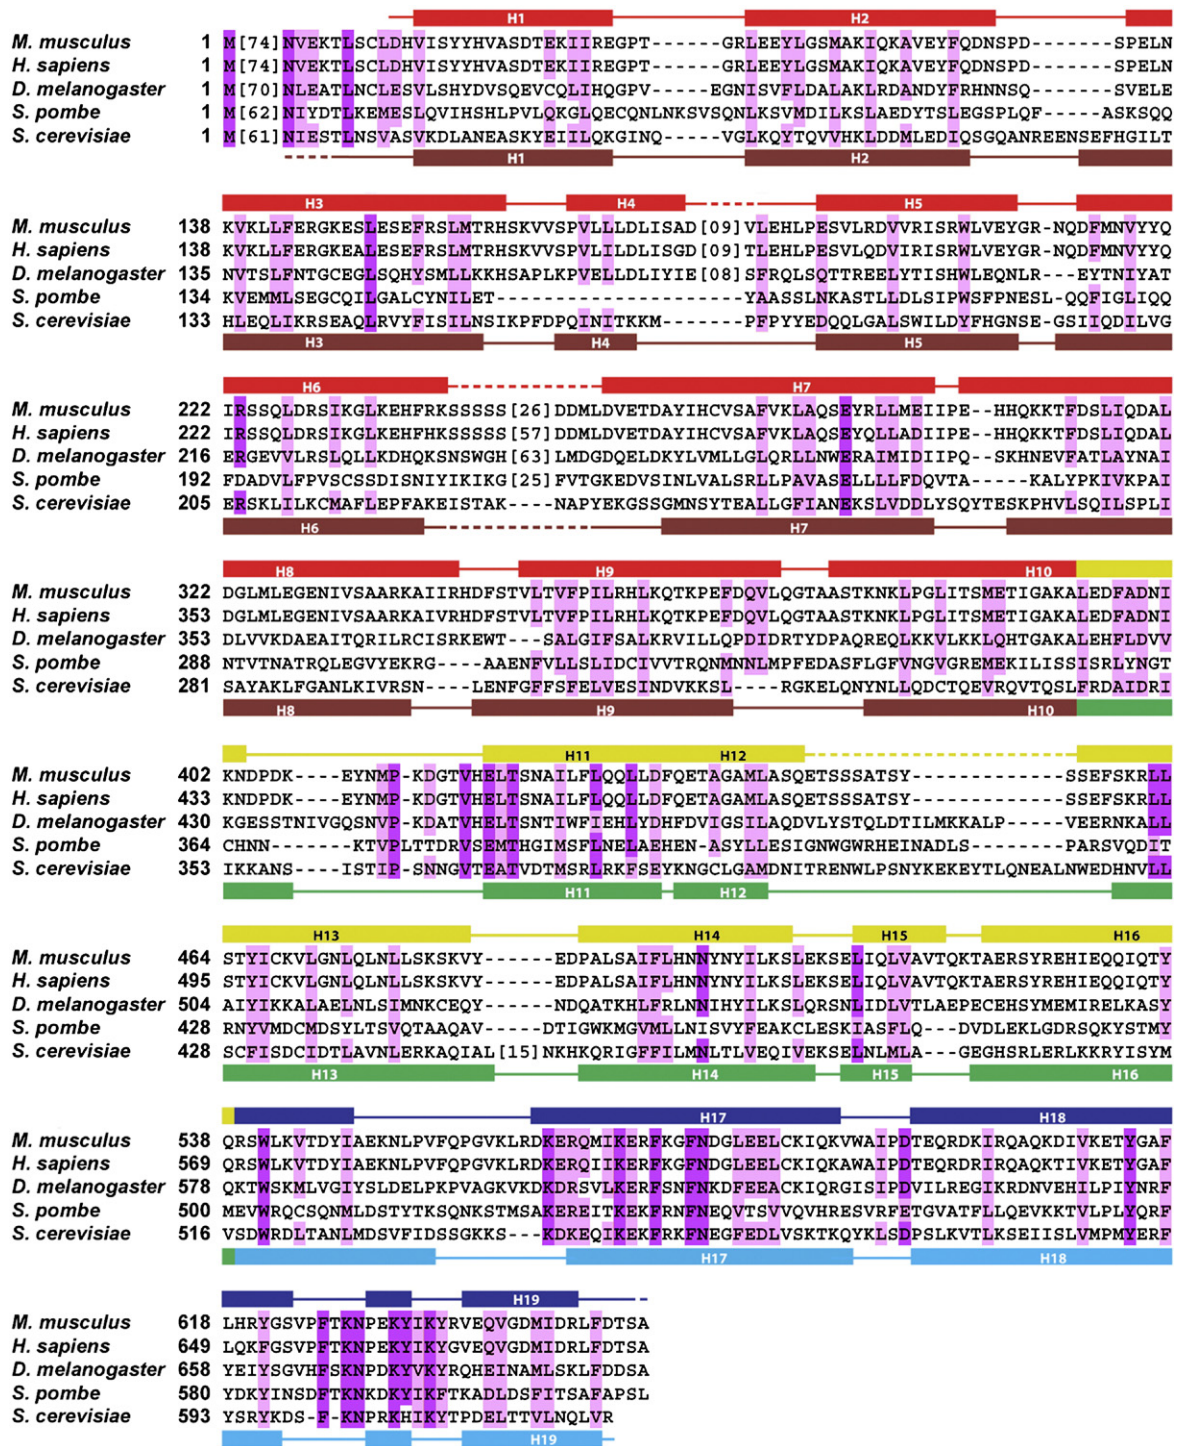 H1 H2
M. musculus 1 M[74]NVEKTLSCLDHVISYYHVASDTEKIIREGPT-----GRLEEYLGSMAKIQKAVEYFQDNSPD-------SPELN
H. sapiens 1 M[74]NVEKTLSCLDHVISYYHVASDTEKIIREGPT-----GRLEEYLGSMAKIQKAVEYFQDNSPD-------SPELN
D. melanogaster 1 M[70]NLEATLNCLESVLSHYDVSQEVCQLIHQGPV----EGNISVFLDALAKLRDANDYFRHNNSQ-------SVELE
S. pombe 1 M[62]NITDTLKEMESLQVIHSHLPVLQKGLQECQNLNKSVSQNLKSVMDILKSLAEDYTSLEGSPLQF----ASKSQQ
S. cerevisiae 1 M[61]NIESTLNSVASVKDLANEASKYEIILQKGINQ-----VGLKQYTQVVHKLDDMLEDIQSGQANREENSEFHGILT
H1 H2
H3 H4 H5
M. musculus 138 KVKLLFERGKESLESEFRSLMTRHSKVVSPVLLLDLISAD[09]VLEHLPESVLRDVVRISRWLVEYGR-NQDFMNVYYQ
H. sapiens 138 KVKLLFERGKEALESEFRSLMTRHSKVVSPVLILDLISGD[09]TLEHLPESVLQDVIRISRWLVEYGR-NQDFMNVYYQ
D. melanogaster 135 NVTSLFNTGCEGLSQHYSMLLKKHSAPLKPVELLDLIYIE[08]SFRQLSQTTREELYTISHWLEQNLR---EYTNIYAT
S. pombe 134 KVEMMLSEGCQILGALCYNILET--------------------YAASSLNKASTLLDLSIPWSFPNESL-QQFIGLIQQ
S. cerevisiae 133 HLEQLIKRSEAQLRVYFISILNSIKPFDPQINITKKM-------PFPYYEDQQLGALSWILDYFHGNSE-GSIIQDILVG
H3 H4 H5
H6 H7
M. musculus 222 IRSSQLDRSIKGLKEHFRKSSSSS[26]DDMLDVETDAYIHCVSAFVKLAQSEYRLLMEIIPE--HHQKKTFDSLIQDAL
H. sapiens 222 IRSSQLDRSIKGLKEHFHKSSSSS[57]DDMLDVETDAYIHCVSAFVKLAQSEYQLLADIIPE--HHQKKTFDSLIQDAL
D. melanogaster 216 ERGEVVLRSLQLLKDHQKSNSWGH[63]LMDGDQELDKYLVMLLGLQRLLNWERAIMIDIIPQ--SKHNEVFATLAYNAI
S. pombe 192 FDADVLFPVSCSSDISNIYIKIKG[25]FVTGKEDVSINLVALSRLLPAVASELLLLFDQVTA-----KALYPKIVKPAI
S. cerevisiae 205 ERSKLILKCMAFLEPFAKEISTAK----NAPYEKGSSGMNSYTEALLGFIANEKSLVDDLYSQYTESKPHVLSQILSPLI
H6 H7
H8 H9 H10
M. musculus 322 DGLMLEGENIVSAARKAIIRHDFSTVLTVFPILRHLKQTKPEFDQVLQGTAASTKNKLPGLITSMETIGAKALEDFADNI
H. sapiens 353 DGLMLEGENIVSAARKAIVRHDFSTVLTVFPILRHLKQTKPEFDQVLQGTAASTKNKLPGLITSMETIGAKALEDFADNI
D. melanogaster 353 DLVVKDAEAITQRILRCISRKEWT---SALGIFSALKRVILLQPDIDRTYDPAQREQLKKVLKKLQHTGAKALEHFLDVV
S. pombe 288 NTVTNATRQLEGVYEKRG----AAENFVLLSLIDCIVVTRQNMNNLMPFEDASFLGFVNGVGREMEKILISSISRLYNGT
S. cerevisiae 281 SAYAKLFGANLKIVRSN----LENFGFFSFELVESINDVKKSL----RGKELQNYNLLQDCTQEVRQVTQSLFRDAIDRI
H8 H9 H10
H11 H12
M. musculus 402 KNDPDK----EYNMP-KDGTVHELTSNAILFLQQLLDFQETAGAMLASQETSSSATSY--------------SSEFSKRLL
H. sapiens 433 KNDPDK----EYNMP-KDGTVHELTSNAILFLQQLLDFQETAGAMLASQETSSSATSY--------------SSEFSKRLL
D. melanogaster 430 KGESSTNIVGQSNVP-KDATVHELTSNTIWFIEHLYDHFDVIGSILAQDVLYSTQLDTILMKKALP------VEERNKALL
S. pombe 364 CHNN-----KTVPLTTDRVSEMTHGIMSFLNELAEHEN-ASYLLESIGNWGWRHEINADLS------PARSVQDIT
S. cerevisiae 353 IKKANS----ISTIP-SNNGVTEATVDTMSRLRKFSEYKNGCLGAMDNITRENWLPSNYKEKEYTLQNEALNWEDHNVLL
H11 H12
H13 H14 H15 H16
M. musculus 464 STYICKVLGNLQLNLLSKSKVY------EDPALSAIFLHNNYNYILKSLEKSELIQLVAVTQKTAERSYREHIEQQIQTY
H. sapiens 495 STYICKVLGNLQLNLLSKSKVY------EDPALSAIFLHNNYNYILKSLEKSELIQLVAVTQKTAERSYREHIEQQIQTY
D. melanogaster 504 AIYIKKALAELNLSIMNKCEQY------NDQATKHLFRLNNIHYILKSLQRSNLIDLVTLAEPECEHSYMEMIRELKASY
S. pombe 428 RNYVMDCMDSYLTSVQTAAQAV-----DTIGWKMGVMLLNISVYFEAKCLESKIASFLQ---DVDLEKLGDRSQKYSTMY
S. cerevisiae 428 SCFISDCIDTLAVNLERKAQIAL[15]NKHKQRIGFFILMNLTLVEQIVEKSELNLMLA---GEGHSRLERLKKRYISYM
H13 H14 H15 H16
H17 H18
M. musculus 538 QRSWLKVTDYIAEKNLPVFQPGVKLRDKERQMIKERFKGFNDGLEELCKIQKVWAIPDTEQRDKIRQAQKDIVKETYGAF
H. sapiens 569 QRSWLKVTDYIAEKNLPVFQPGVKLRDKERQIIKERFKGFNDGLEELCKIQKAWAIPDTEQRDRIRQAQKTIVKETYGAF
D. melanogaster 578 QKTWSKMLVGIYSLDELPKPVAGKVKDKDRSVLKERFSNFNKDFEEACKIQRGISIPDVILREGIKRDNVEHILPIYNRF
S. pombe 500 MEVWRQCSQNMLDSTYTKSQNKSTMSAKEREITKEKFRNFNEQVTSVVQVHRESVRFETGVATFLLQEVKKTVLPLYQRF
S. cerevisiae 516 VSDWRDLTANLMDSVFIDSSGKKS---KDKEQIKEKFRKFNEGFEDLVSKTKQYKLSDPSLKVTLKSEIISLVMPMYERF
H17 H18
H19
M. musculus 618 LHRYGSVPFTKNPEKYIKYRVEQVGDMIDRLFDTSA
H. sapiens 649 LQKFGSVPFTKNPEKYIKYGVEQVGDMIDRLFDTSA
D. melanogaster 658 YEIYSGVHFSKNPDKYVKYRQHEINAMLSKLFDDSA
S. pombe 580 YDKYINSDFTKNKDKYIKFTKADLDSFITSAFAPSL
S. cerevisiae 593 YSRYKDS-F-KNPRKHIKYTPDELTTVLNQLVR
H19